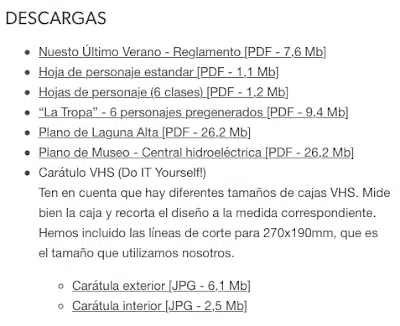 DESCARGAS
Nuesto Último Verano - Reglamento [PDF - 7,6 Mb]
Hoja de personaje estandar [PDF - 1,1 Mb]
Hojas de personaje (6 clases) [PDF - 1,2 Mb]
“La Tropa” - 6 personajes pregenerados [PDF - 9.4 Mb]
Plano de Laguna Alta [PDF - 26.2 Mb]
Plano de Museo - Central hidroeléctrica [PDF - 26.2 Mb]
Carátulo VHS (Do IT Yourself!)
Ten en cuenta que hay diferentes tamaños de cajas VHS. Mide
bien la caja y recorta el diseño a la medida correspondiente.
Hemos incluido las líneas de corte para 270x190mm, que es
el tamaño que utilizamos nosotros.
Carátula exterior [JPG - 6,1 Mb]
Carátula interior [JPG - 2,5 Mb]